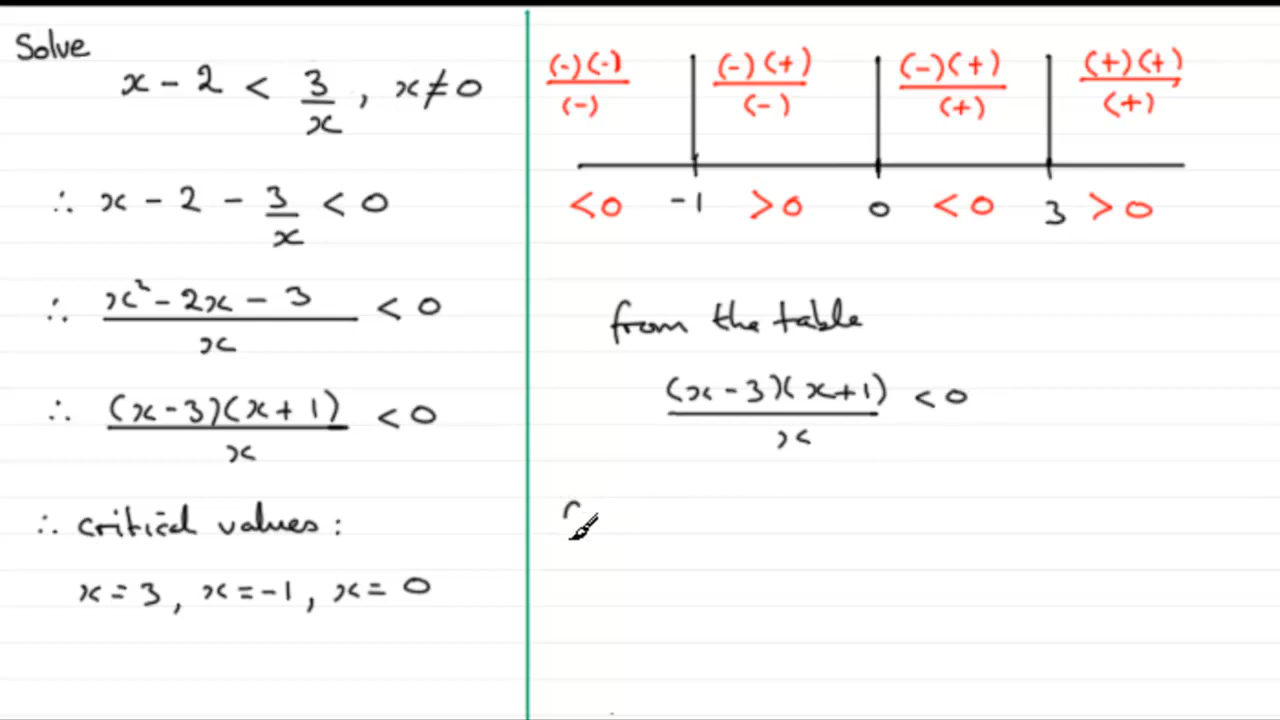 Solve
x - 2 < 3/x, x ≠ 0
∴ x - 2 - 3/x < 0
∴ (x² - 2x - 3)/x < 0
∴ (x-3)(x+1)/x < 0
∴ critical values:
x = 3, x = -1, x = 0
(-)(-)/(-) (-)(+)/(-) (-)(+)/(+) (+)(+)/(+)
<0 -1 >0 0 <0 3 >0
from the table
(x-3)(x+1)/x < 0